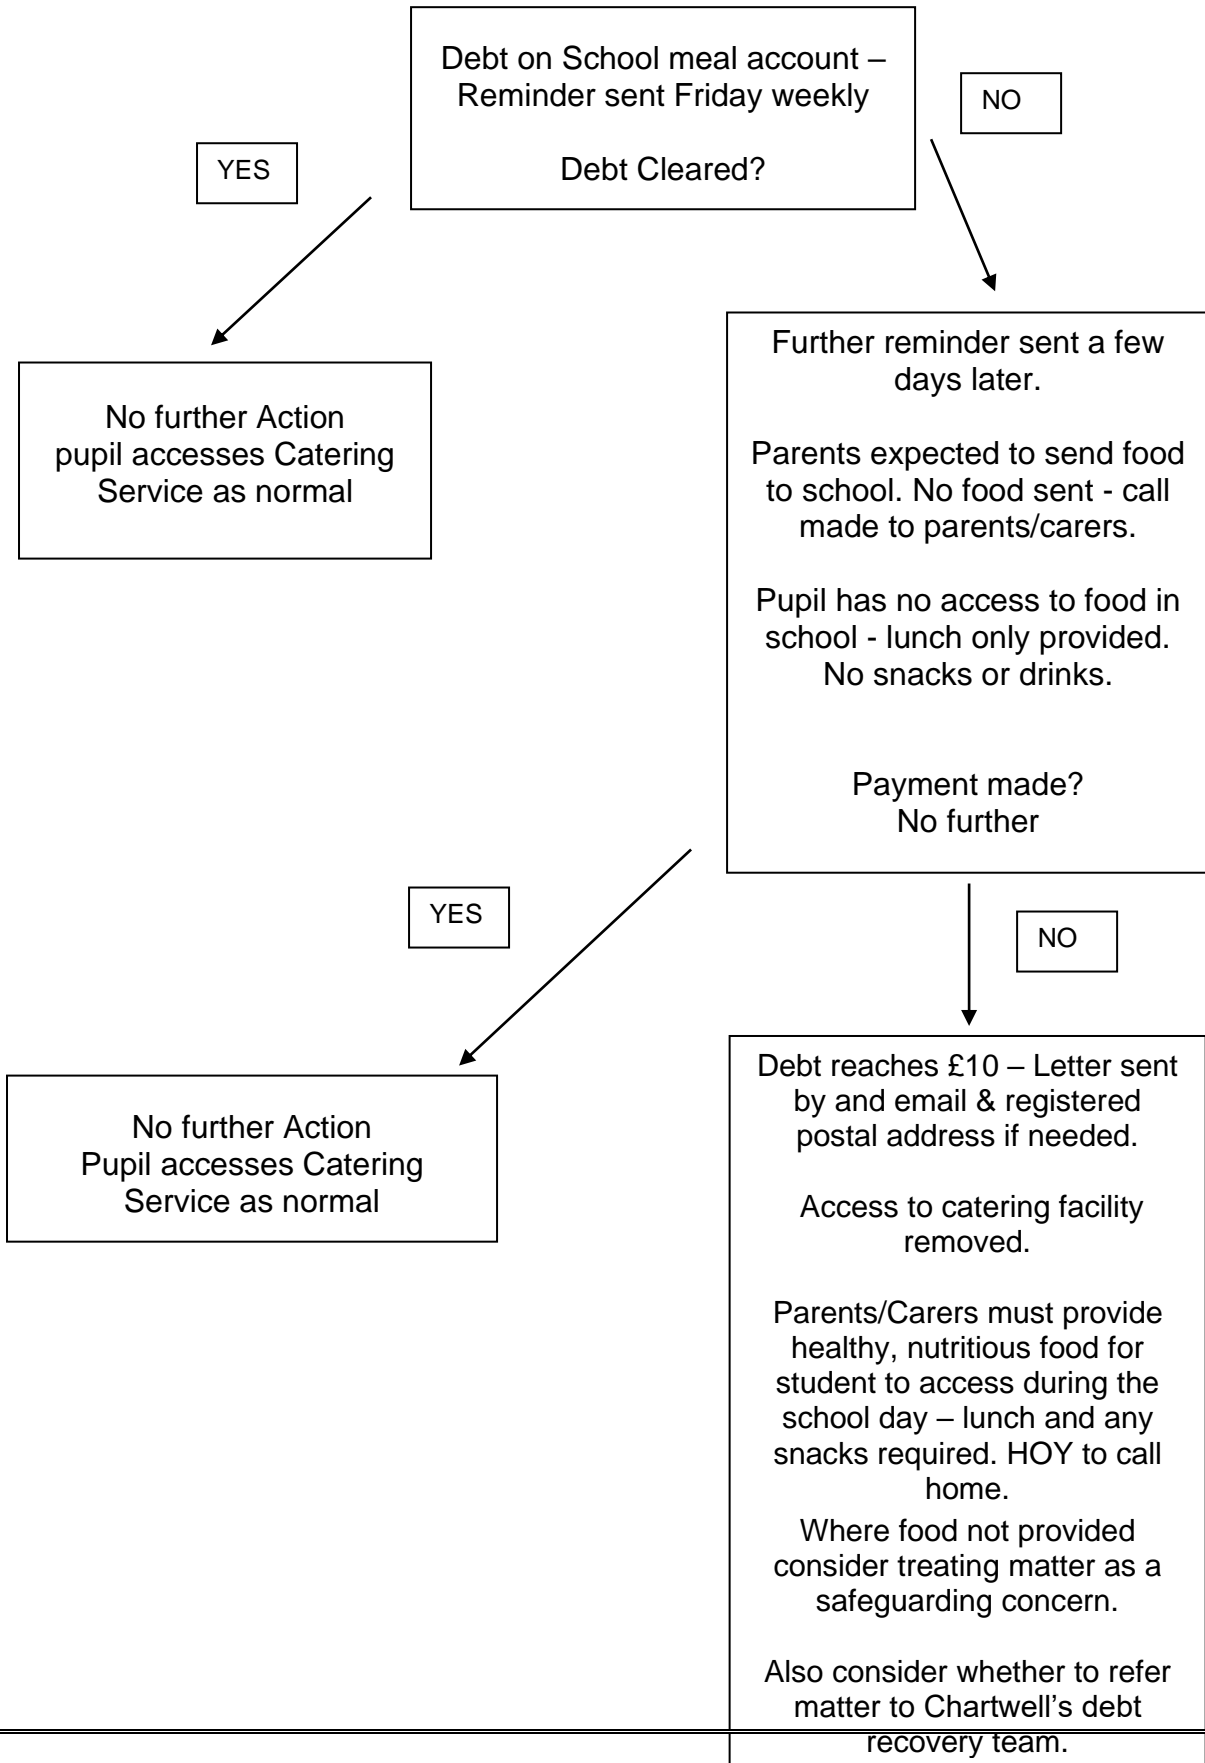 Debt on School meal account –
Reminder sent Friday weekly
Debt Cleared?
NO
YES
No further Action
pupil accesses Catering
Service as normal
Further reminder sent a few
days later.
Parents expected to send food
to school. No food sent - call
made to parents/carers.
Pupil has no access to food in
school - lunch only provided.
No snacks or drinks.
Payment made?
No further
YES
NO
No further Action
Pupil accesses Catering
Service as normal
Debt reaches £10 – Letter sent
by and email & registered
postal address if needed.
Access to catering facility
removed.
Parents/Carers must provide
healthy, nutritious food for
student to access during the
school day – lunch and any
snacks required. HOY to call
home.
Where food not provided
consider treating matter as a
safeguarding concern.
Also consider whether to refer
matter to Chartwell’s debt
recovery team.